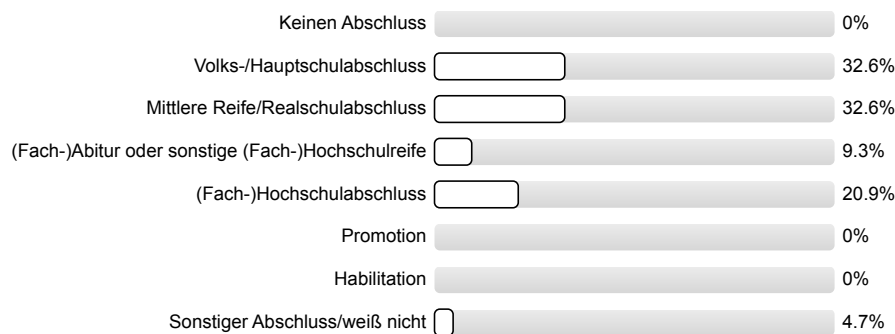 Keinen Abschluss 0%
Volks-/Hauptschulabschluss 32.6%
Mittlere Reife/Realschulabschluss 32.6%
(Fach-)Abitur oder sonstige (Fach-)Hochschulreife 9.3%
(Fach-)Hochschulabschluss 20.9%
Promotion 0%
Habilitation 0%
Sonstiger Abschluss/weiß nicht 4.7%